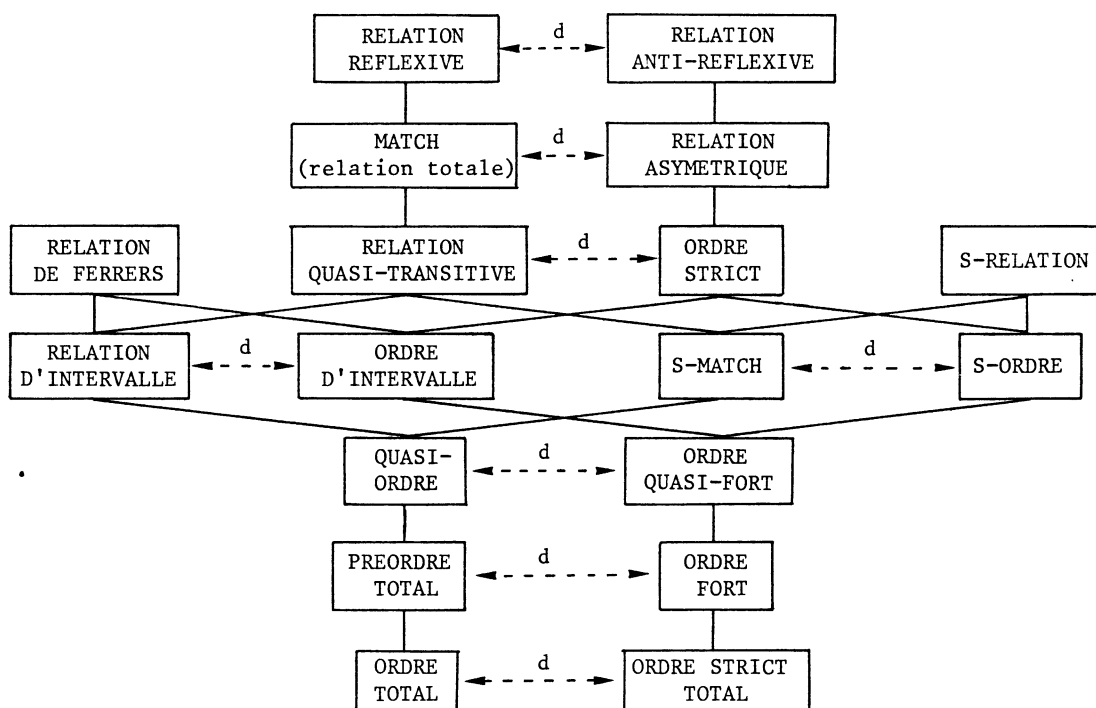 RELATION
REFLEXIVE
d
RELATION
ANTI-REFLEXIVE
MATCH
(relation totale)
d
RELATION
ASYMETRIQUE
RELATION
DE FERRERS
RELATION
QUASI-TRANSITIVE
d
ORDRE
STRICT
S-RELATION
RELATION
D'INTERVALLE
d
ORDRE
D'INTERVALLE
S-MATCH
d
S-ORDRE
QUASI-
ORDRE
d
ORDRE
QUASI-FORT
PREORDRE
TOTAL
d
ORDRE
FORT
ORDRE
TOTAL
d
ORDRE STRICT
TOTAL